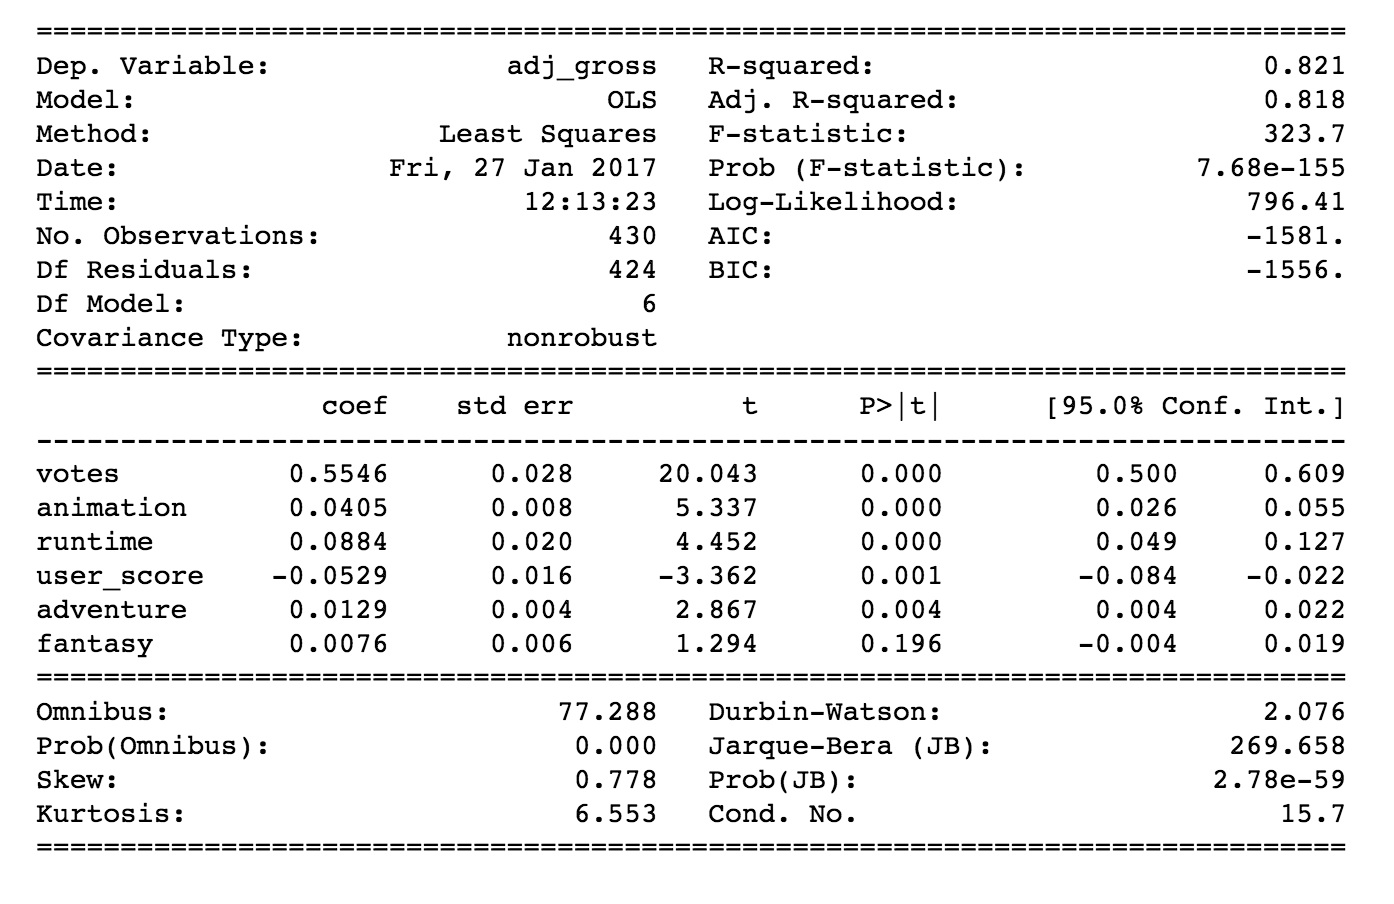 ==============================================================================
Dep. Variable:              adj_gross   R-squared:                       0.821
Model:                            OLS   Adj. R-squared:                  0.818
Method:                 Least Squares   F-statistic:                     323.7
Date:                Fri, 27 Jan 2017   Prob (F-statistic):          7.68e-155
Time:                        12:13:23   Log-Likelihood:                 796.41
No. Observations:                 430   AIC:                            -1581.
Df Residuals:                     424   BIC:                            -1556.
Df Model:                           6
Covariance Type:            nonrobust
==============================================================================
                 coef    std err          t      P>|t|      [95.0% Conf. Int.]
------------------------------------------------------------------------------
votes          0.5546      0.028     20.043      0.000         0.500     0.609
animation      0.0405      0.008      5.337      0.000         0.026     0.055
runtime        0.0884      0.020      4.452      0.000         0.049     0.127
user_score    -0.0529      0.016     -3.362      0.001        -0.084    -0.022
adventure      0.0129      0.004      2.867      0.004         0.004     0.022
fantasy        0.0076      0.006      1.294      0.196        -0.004     0.019
==============================================================================
Omnibus:                       77.288   Durbin-Watson:                   2.076
Prob(Omnibus):                  0.000   Jarque-Bera (JB):              269.658
Skew:                           0.778   Prob(JB):                     2.78e-59
Kurtosis:                       6.553   Cond. No.                         15.7
==============================================================================